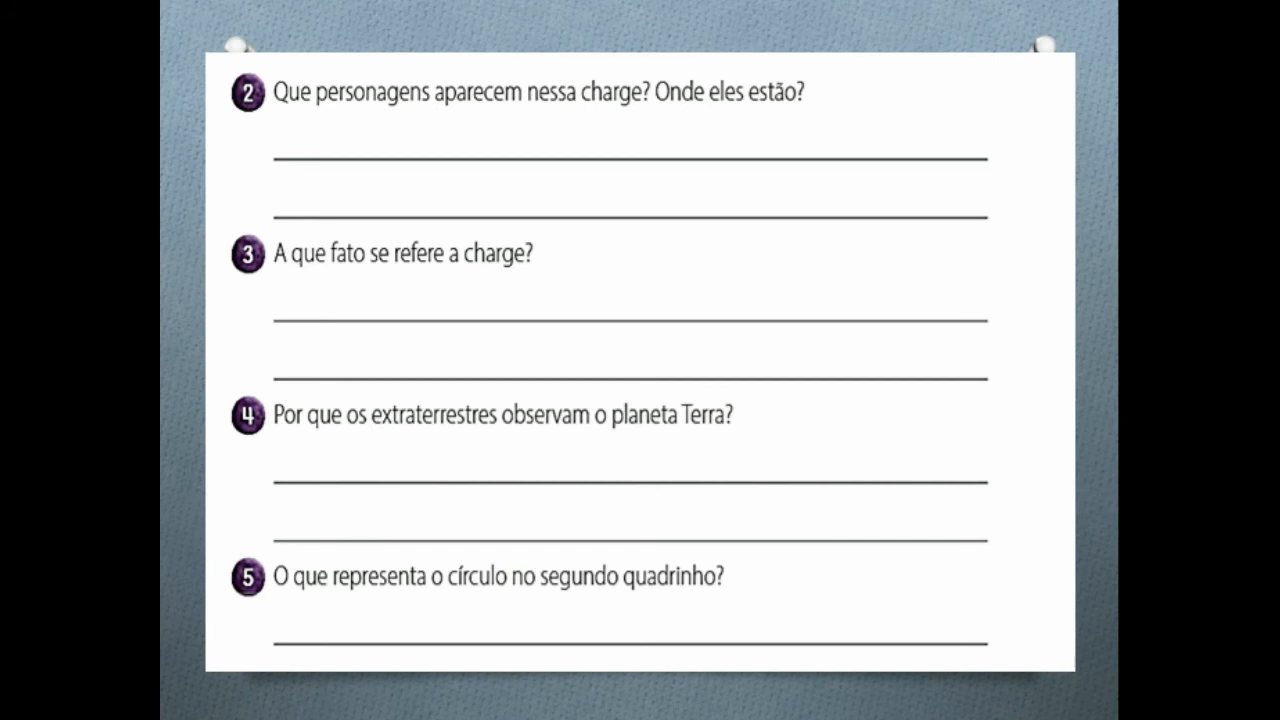 2 Que personagens aparecem nessa charge? Onde eles estão?
3 A que fato se refere a charge?
4 Por que os extraterrestres observam o planeta Terra?
5 O que representa o círculo no segundo quadrinho?